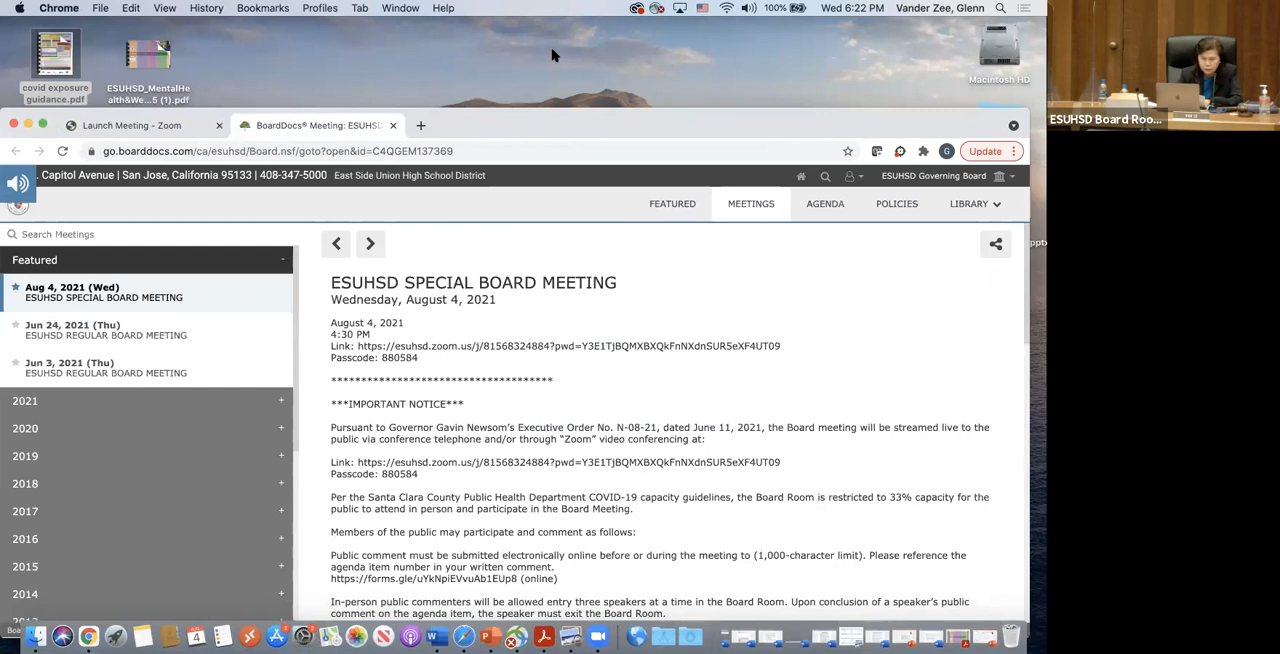 Chrome File Edit View History Bookmarks Profiles Tab Window Help 100% Wed 6:22 PM Vander Zee, Glenn
covid exposure
guidance.pdf
ESUHSD_MentalHe
alth&We...5 (1).pdf
Macintosh HD
Launch Meeting - Zoom
BoardDocs® Meeting: ESUHSD
go.boarddocs.com/ca/esuhsd/Board.nsf/goto?open&id=C4QGEM137369
G
Update
. Capitol Avenue | San Jose, California 95133 | 408-347-5000 East Side Union High School District
ESUHSD Governing Board
FEATURED MEETINGS AGENDA POLICIES LIBRARY
Search Meetings
Featured -
Aug 4, 2021 (Wed)
ESUHSD SPECIAL BOARD MEETING
Jun 24, 2021 (Thu)
ESUHSD REGULAR BOARD MEETING
Jun 3, 2021 (Thu)
ESUHSD REGULAR BOARD MEETING
2021 +
2020 +
2019 +
2018 +
2017 +
2016 +
2015 +
2014 +
ESUHSD SPECIAL BOARD MEETING
Wednesday, August 4, 2021
August 4, 2021
4:30 PM
Link: https://esuhsd.zoom.us/j/81568324884?pwd=Y3E1TjBQMXBXQkFnNXdnSUR5eXF4UT09
Passcode: 880584
*************************************
***IMPORTANT NOTICE***
Pursuant to Governor Gavin Newsom's Executive Order No. N-08-21, dated June 11, 2021, the Board meeting will be streamed live to the
public via conference telephone and/or through "Zoom" video conferencing at:
Link: https://esuhsd.zoom.us/j/81568324884?pwd=Y3E1TjBQMXBXQkFnNXdnSUR5eXF4UT09
Passcode: 880584
Per the Santa Clara County Public Health Department COVID-19 capacity guidelines, the Board Room is restricted to 33% capacity for the
public to attend in person and participate in the Board Meeting.
Members of the public may participate and comment as follows:
Public comment must be submitted electronically online before or during the meeting to (1,000-character limit). Please reference the
agenda item number in your written comment.
https://forms.gle/uYkNpiEVvuAb1EUp8 (online)
In-person public commenters will be allowed entry three speakers at a time in the Board Room. Upon conclusion of a speaker's public
comment on the agenda item, the speaker must exit the Board Room.
pptx
ESUHSD Board Roo...